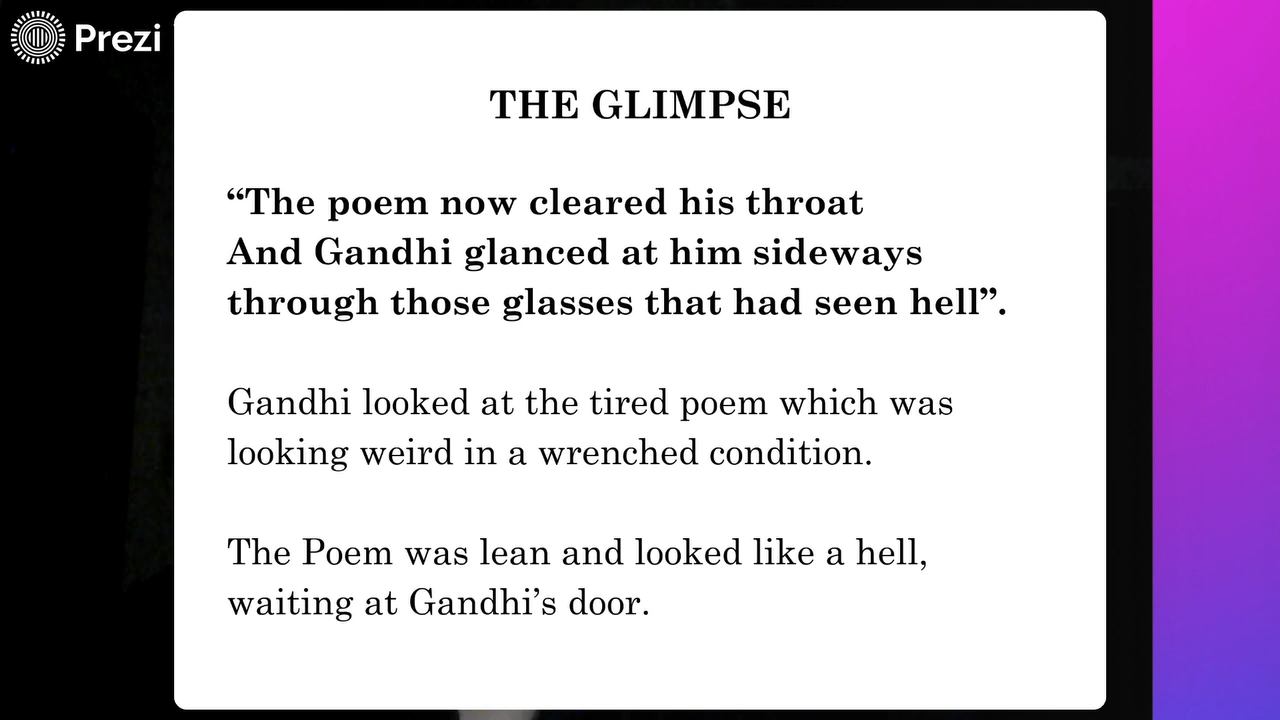 Prezi
THE GLIMPSE
“The poem now cleared his throat
And Gandhi glanced at him sideways
through those glasses that had seen hell”.
Gandhi looked at the tired poem which was
looking weird in a wrenched condition.
The Poem was lean and looked like a hell,
waiting at Gandhi’s door.